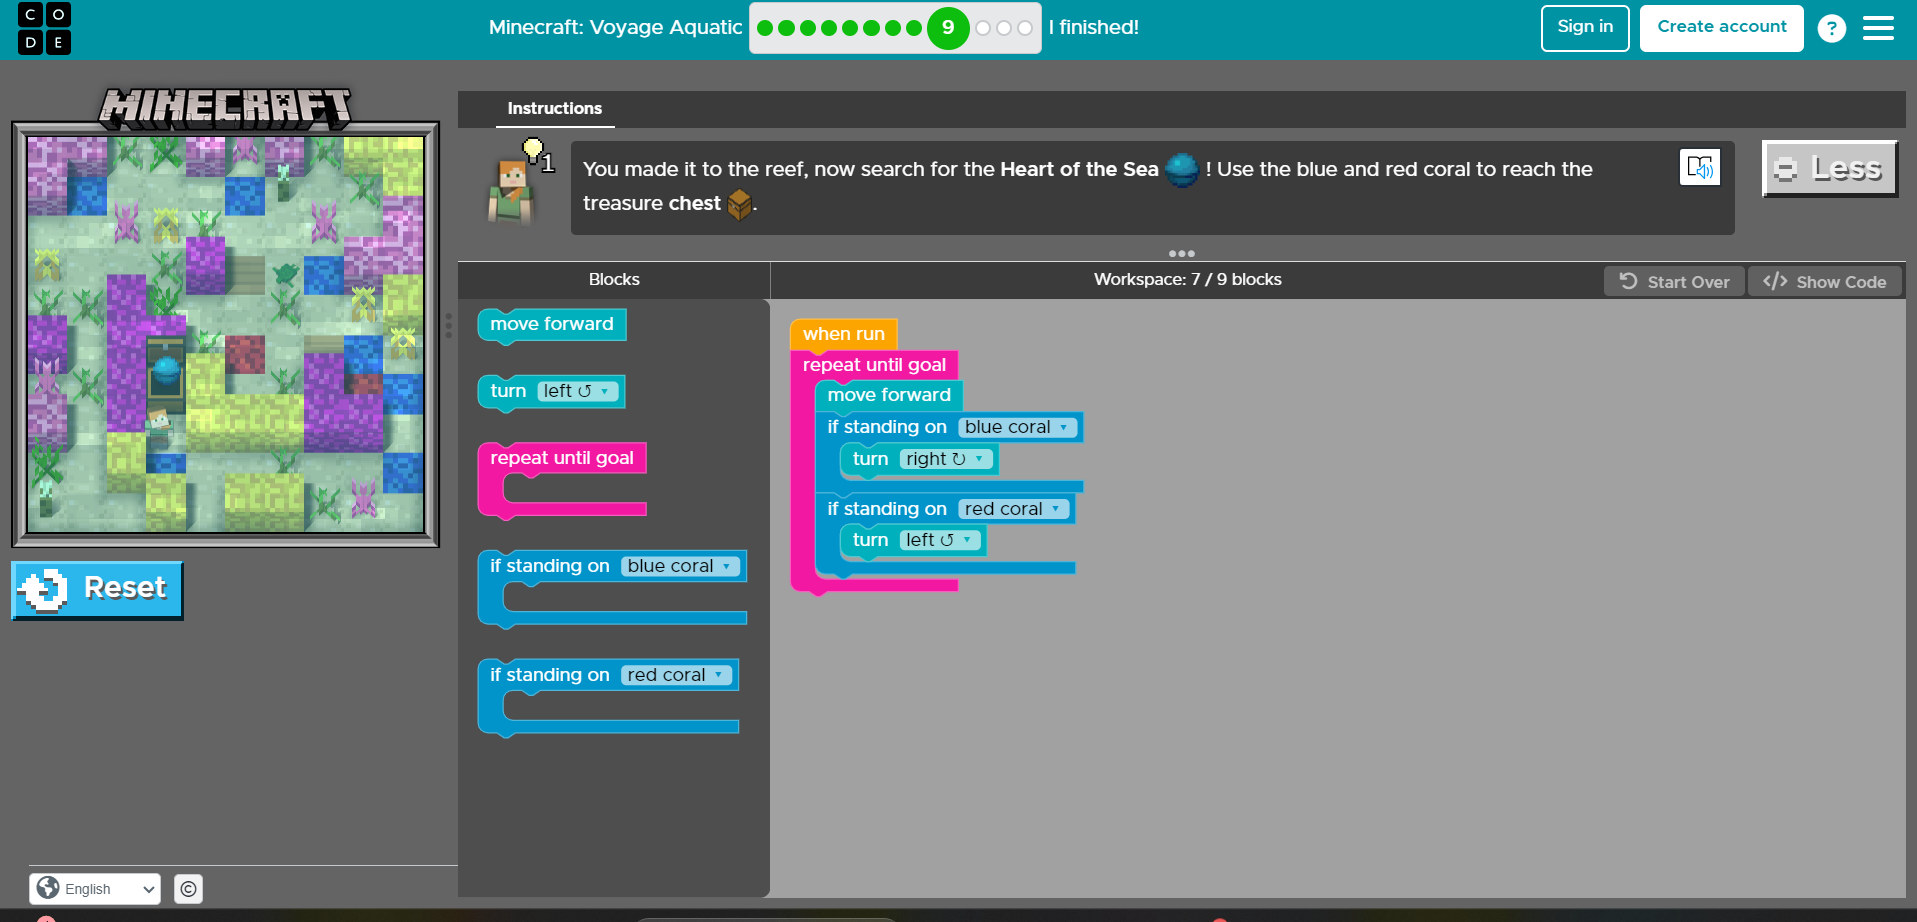 C O
D E
Minecraft: Voyage Aquatic
9
I finished!
Sign in
Create account
?
MINECRAFT
Instructions
1
You made it to the reef, now search for the Heart of the Sea ! Use the blue and red coral to reach the
treasure chest .
Less
Blocks
Workspace: 7 / 9 blocks
Start Over
</> Show Code
move forward
turn left ↺ ▾
repeat until goal
if standing on blue coral ▾
if standing on red coral ▾
when run
repeat until goal
move forward
if standing on blue coral ▾
turn right ↻ ▾
if standing on red coral ▾
turn left ↺ ▾
Reset
English
©